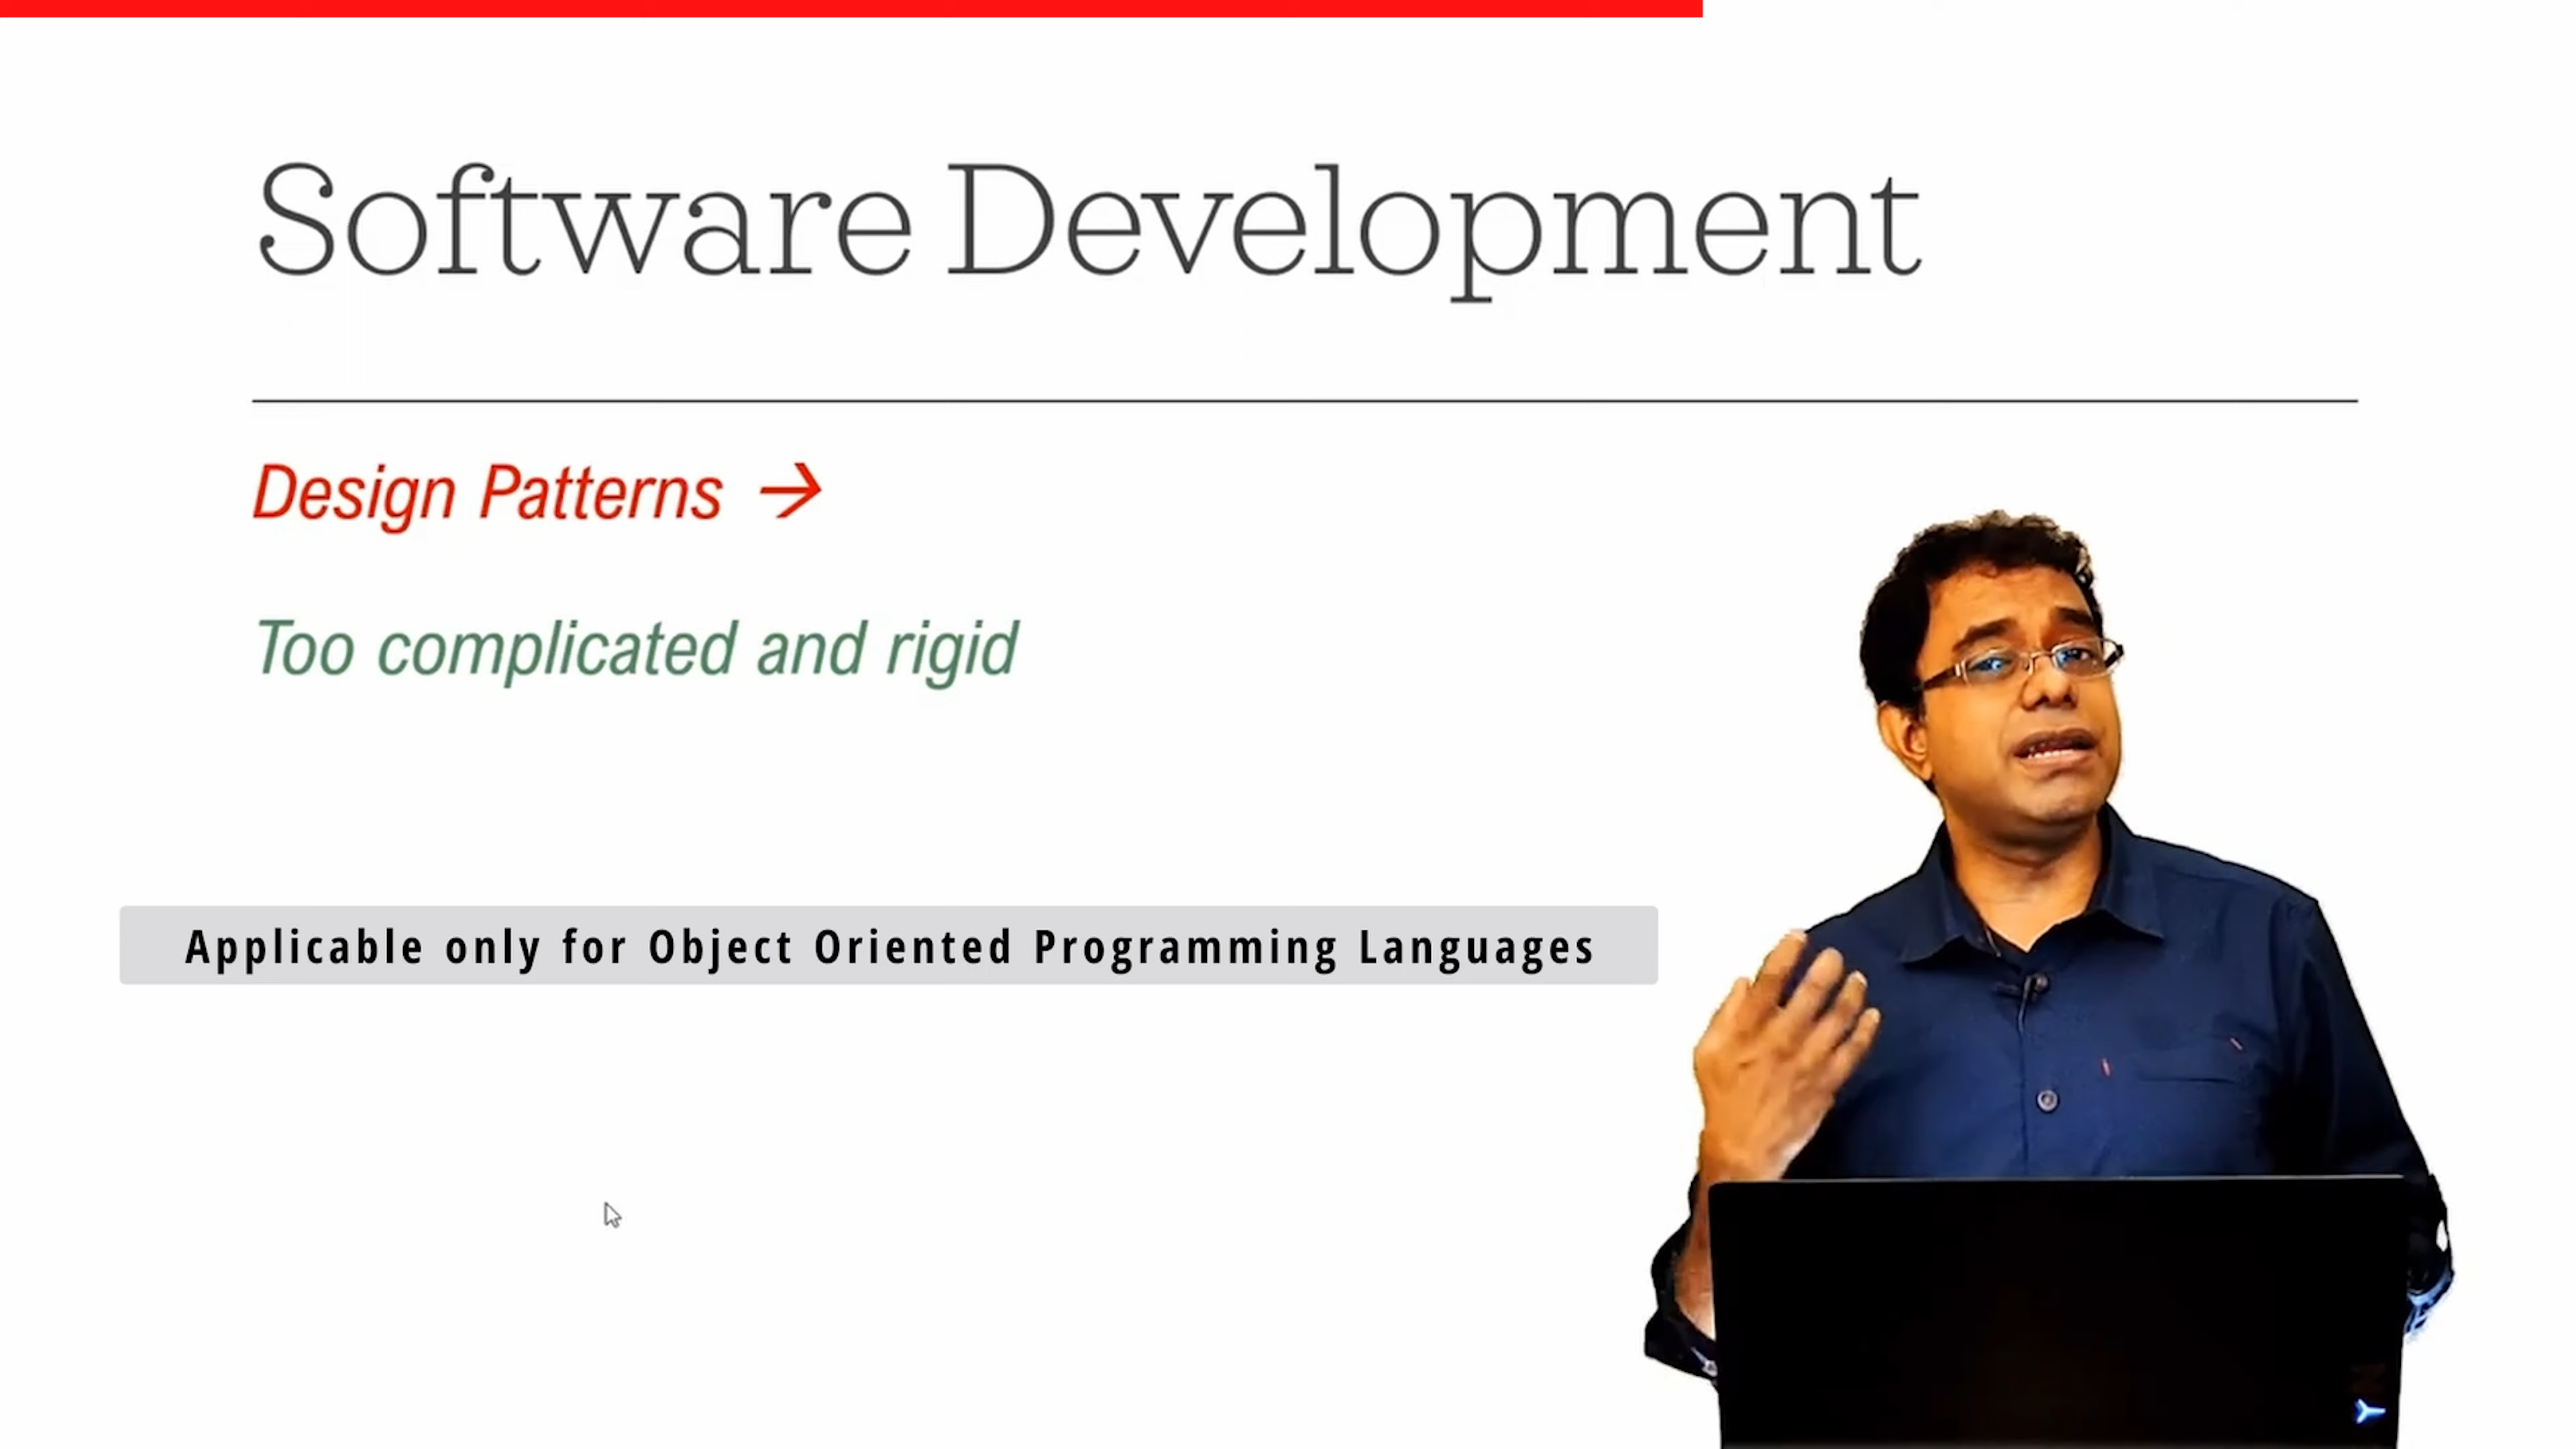 Software Development
Design Patterns →
Too complicated and rigid
Applicable only for Object Oriented Programming Languages